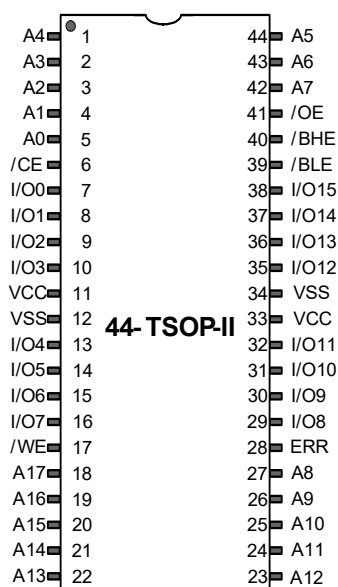 A4 1 44 A5
A3 2 43 A6
A2 3 42 A7
A1 4 41 /OE
A0 5 40 /BHE
/CE 6 39 /BLE
I/O0 7 38 I/O15
I/O1 8 37 I/O14
I/O2 9 36 I/O13
I/O3 10 35 I/O12
VCC 11 34 VSS
VSS 12 44-TSOP-II 33 VCC
I/O4 13 32 I/O11
I/O5 14 31 I/O10
I/O6 15 30 I/O9
I/O7 16 29 I/O8
/WE 17 28 ERR
A17 18 27 A8
A16 19 26 A9
A15 20 25 A10
A14 21 24 A11
A13 22 23 A12